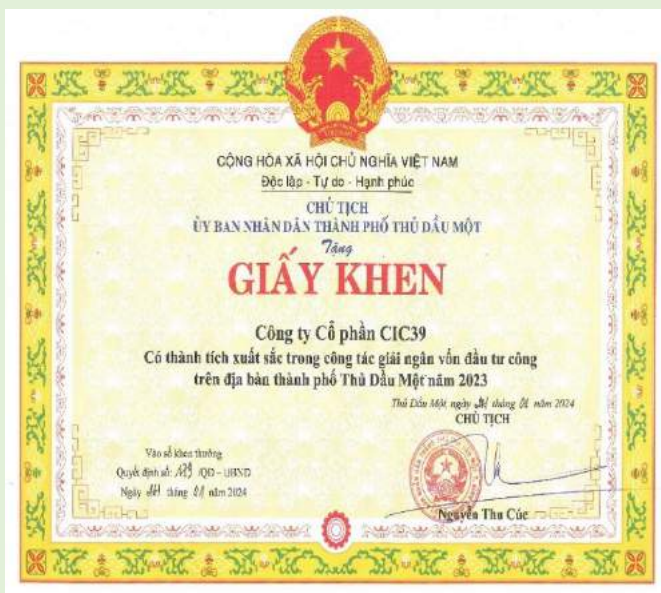 CỘNG HÒA XÃ HỘI CHỦ NGHĨA VIỆT NAM
Độc lập - Tự do - Hạnh phúc
CHỦ TỊCH
ỦY BAN NHÂN DÂN THÀNH PHỐ THỦ DẦU MỘT
Tặng
GIẤY KHEN
Công ty Cổ phần CIC39
Có thành tích xuất sắc trong công tác giải ngân vốn đầu tư công
trên địa bàn thành phố Thủ Dầu Một năm 2023
Thủ Dầu Một, ngày tháng 01 năm 2024
CHỦ TỊCH
Vào sổ khen thưởng
Quyết định số: /QĐ - UBND
Ngày tháng 01 năm 2024
Nguyễn Thu Cúc